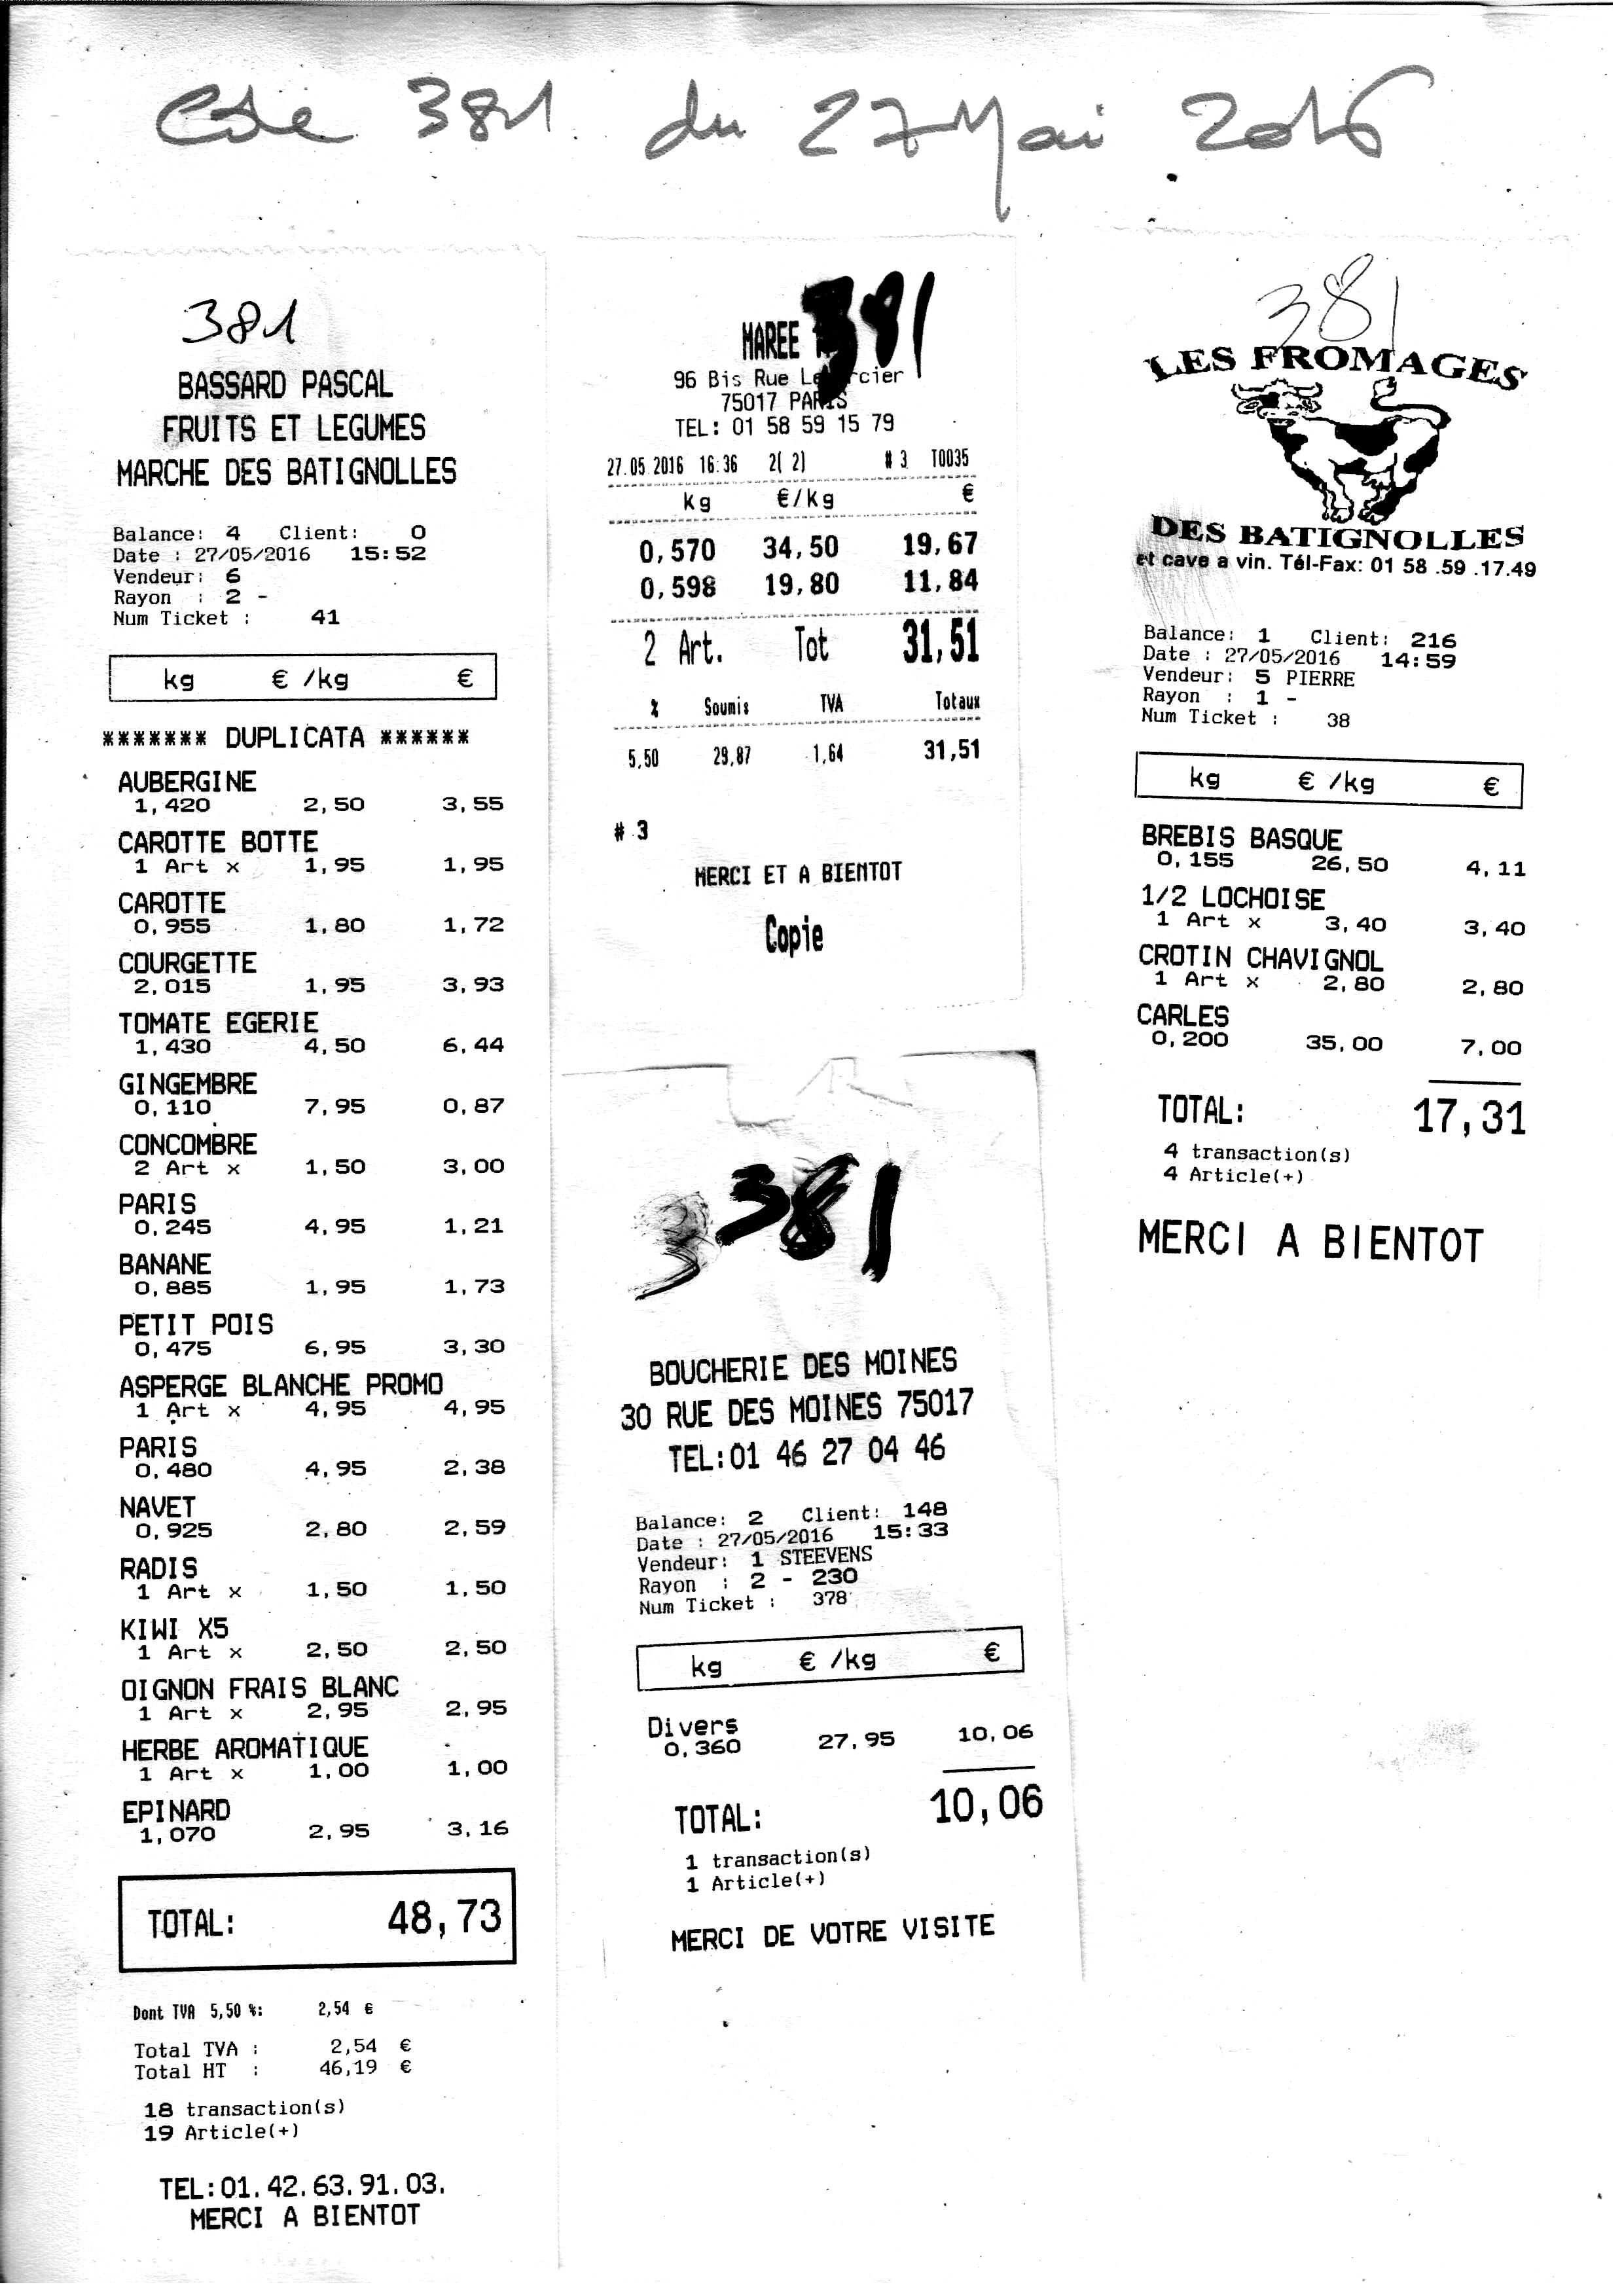 Cde 381 du 27 Mai 2016
381
BASSARD PASCAL
FRUITS ET LEGUMES
MARCHE DES BATIGNOLLES
Balance: 4 Client: 0
Date : 27/05/2016 15:52
Vendeur: 6
Rayon : 2 -
Num Ticket : 41
kg € /kg €
******* DUPLICATA ******
AUBERGINE
1,420 2,50 3,55
CAROTTE BOTTE
1 Art x 1,95 1,95
CAROTTE
0,955 1,80 1,72
COURGETTE
2,015 1,95 3,93
TOMATE EGERIE
1,430 4,50 6,44
GINGEMBRE
0,110 7,95 0,87
CONCOMBRE
2 Art x 1,50 3,00
PARIS
0,245 4,95 1,21
BANANE
0,885 1,95 1,73
PETIT POIS
0,475 6,95 3,30
ASPERGE BLANCHE PROMO
1 Art x 4,95 4,95
PARIS
0,480 4,95 2,38
NAVET
0,925 2,80 2,59
RADIS
1 Art x 1,50 1,50
KIWI X5
1 Art x 2,50 2,50
OIGNON FRAIS BLANC
1 Art x 2,95 2,95
HERBE AROMATIQUE
1 Art x 1,00 1,00
EPINARD
1,070 2,95 3,16
TOTAL: 48,73
Dont TVA 5,50 %: 2,54 €
Total TVA : 2,54 €
Total HT : 46,19 €
18 transaction(s)
19 Article(+)
TEL:01.42.63.91.03.
MERCI A BIENTOT
381
MAREE
96 Bis Rue
75017 PARIS
TEL: 01 58 59 15 79
27.05.2016 16:36 2( 2) # 3 T0035
kg €/kg €
0,570 34,50 19,67
0,598 19,80 11,84
2 Art. Tot 31,51
% Soumis TVA Totaux
5,50 29,87 1,64 31,51
# 3
MERCI ET A BIENTOT
Copie
381
BOUCHERIE DES MOINES
30 RUE DES MOINES 75017
TEL:01 46 27 04 46
Balance: 2 Client: 148
Date : 27/05/2016 15:33
Vendeur: 1 STEEVENS
Rayon : 2 - 230
Num Ticket : 378
kg € /kg €
Divers
0,360 27,95 10,06
TOTAL: 10,06
1 transaction(s)
1 Article(+)
MERCI DE VOTRE VISITE
381
LES FROMAGES
DES BATIGNOLLES
et cave a vin. Tél-Fax: 01 58 .59 .17.49
Balance: 1 Client: 216
Date : 27/05/2016 14:59
Vendeur: 5 PIERRE
Rayon : 1 -
Num Ticket : 38
kg € /kg €
BREBIS BASQUE
0,155 26,50 4,11
1/2 LOCHOISE
1 Art x 3,40 3,40
CROTIN CHAVIGNOL
1 Art x 2,80 2,80
CARLES
0,200 35,00 7,00
TOTAL: 17,31
4 transaction(s)
4 Article(+)
MERCI A BIENTOT